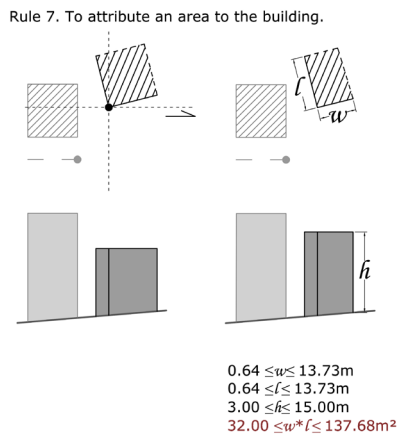 Rule 7. To attribute an area to the building.
l
w
h
0.64 ≤w≤ 13.73m
0.64 ≤l≤ 13.73m
3.00 ≤h≤ 15.00m
32.00 ≤w*l≤ 137.68m²